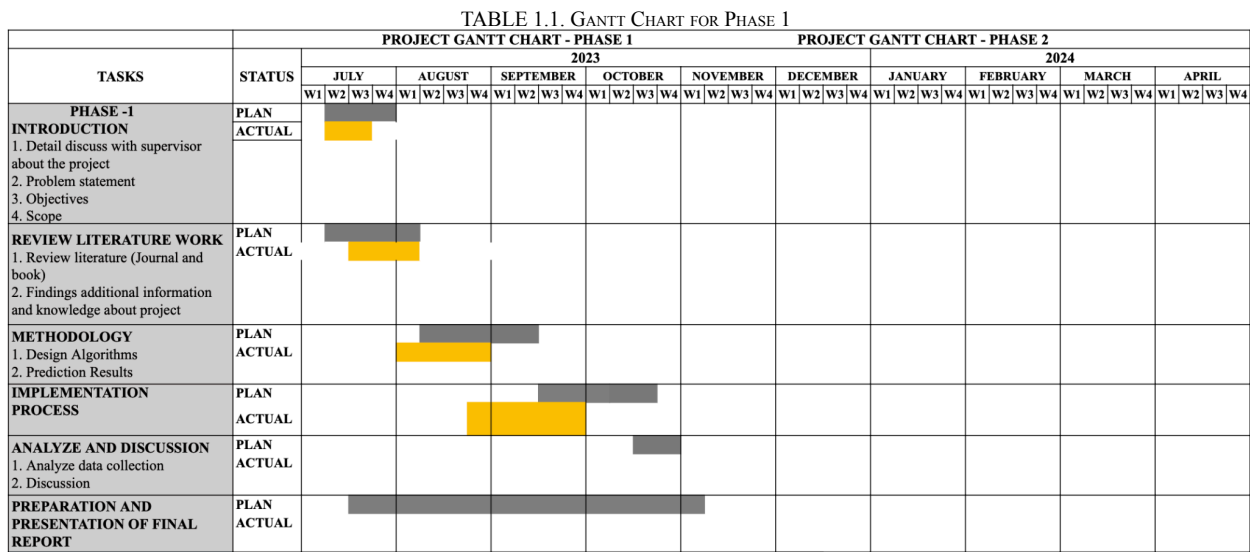 TABLE 1.1. GANTT CHART FOR PHASE 1
PROJECT GANTT CHART - PHASE 1 PROJECT GANTT CHART - PHASE 2
2023 2024
TASKS STATUS JULY AUGUST SEPTEMBER OCTOBER NOVEMBER DECEMBER JANUARY FEBRUARY MARCH APRIL
W1 W2 W3 W4 W1 W2 W3 W4 W1 W2 W3 W4 W1 W2 W3 W4 W1 W2 W3 W4 W1 W2 W3 W4 W1 W2 W3 W4 W1 W2 W3 W4 W1 W2 W3 W4 W1 W2 W3 W4
PHASE -1 PLAN
INTRODUCTION ACTUAL
1. Detail discuss with supervisor
about the project
2. Problem statement
3. Objectives
4. Scope
PLAN
REVIEW LITERATURE WORK
ACTUAL
1. Review literature (Journal and
book)
2. Findings additional information
and knowledge about project
METHODOLOGY PLAN
1. Design Algorithms ACTUAL
2. Prediction Results
IMPLEMENTATION PLAN
PROCESS
ACTUAL
ANALYZE AND DISCUSSION PLAN
1. Analyze data collection ACTUAL
2. Discussion
PREPARATION AND PLAN
PRESENTATION OF FINAL ACTUAL
REPORT